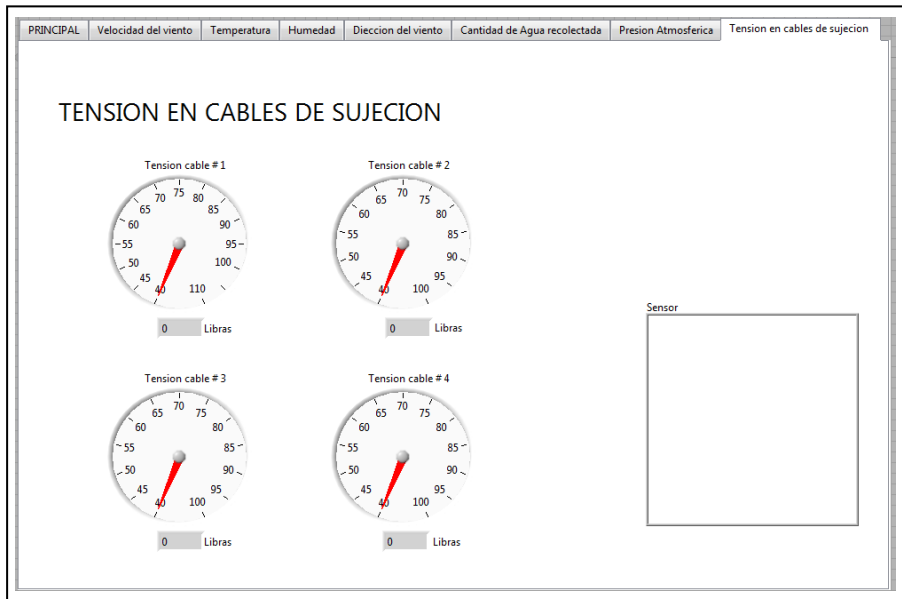 PRINCIPAL Velocidad del viento Temperatura Humedad Dieccion del viento Cantidad de Agua recolectada Presion Atmosferica Tension en cables de sujecion
TENSION EN CABLES DE SUJECION
Tension cable # 1
40 45 50 55 60 65 70 75 80 85 90 95 100 110
0 Libras
Tension cable # 2
40 45 50 55 60 65 70 75 80 85 90 95 100
0 Libras
Sensor
Tension cable # 3
40 45 50 55 60 65 70 75 80 85 90 95 100
0 Libras
Tension cable # 4
40 45 50 55 60 65 70 75 80 85 90 95 100
0 Libras